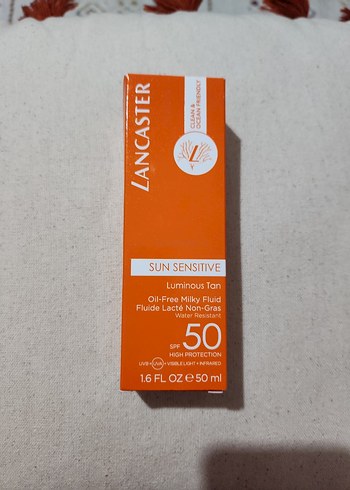 LANCASTER
CLEAN &
OCEAN FRIENDLY
L
SUN SENSITIVE
Luminous Tan
Oil-Free Milky Fluid
Fluide Lacté Non-Gras
Water Resistant
SPF 50
HIGH PROTECTION
UVB + UVA + VISIBLE LIGHT + INFRARED
1.6 FL OZ e 50 ml